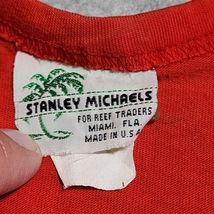 STANLEY MICHAELS
FOR REEF TRADERS
MIAMI, FLA.
MADE IN U.S.A.